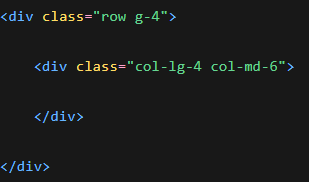 <div class="row g-4">
<div class="col-lg-4 col-md-6">
</div>
</div>